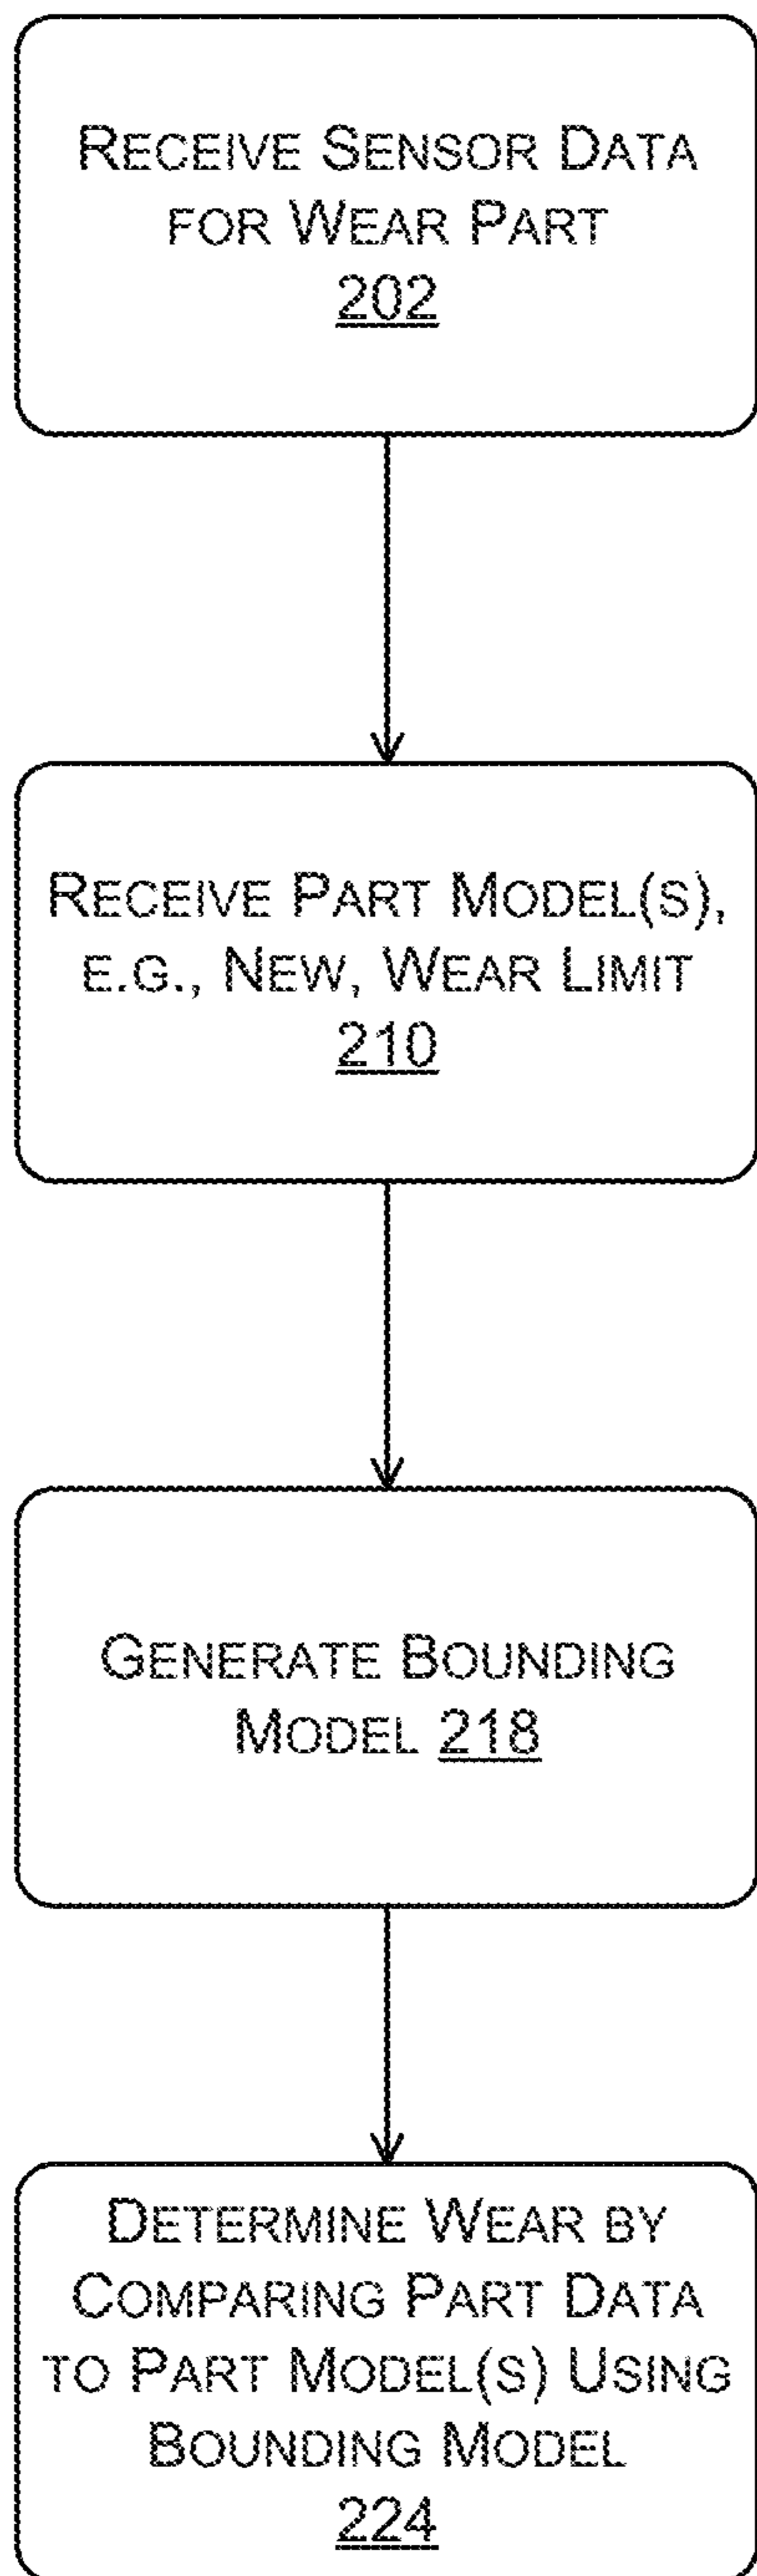 RECEIVE SENSOR DATA
FOR WEAR PART
202
RECEIVE PART MODEL(S),
E.G., NEW, WEAR LIMIT
210
GENERATE BOUNDING
MODEL 218
DETERMINE WEAR BY
COMPARING PART DATA
TO PART MODEL(S) USING
BOUNDING MODEL
224